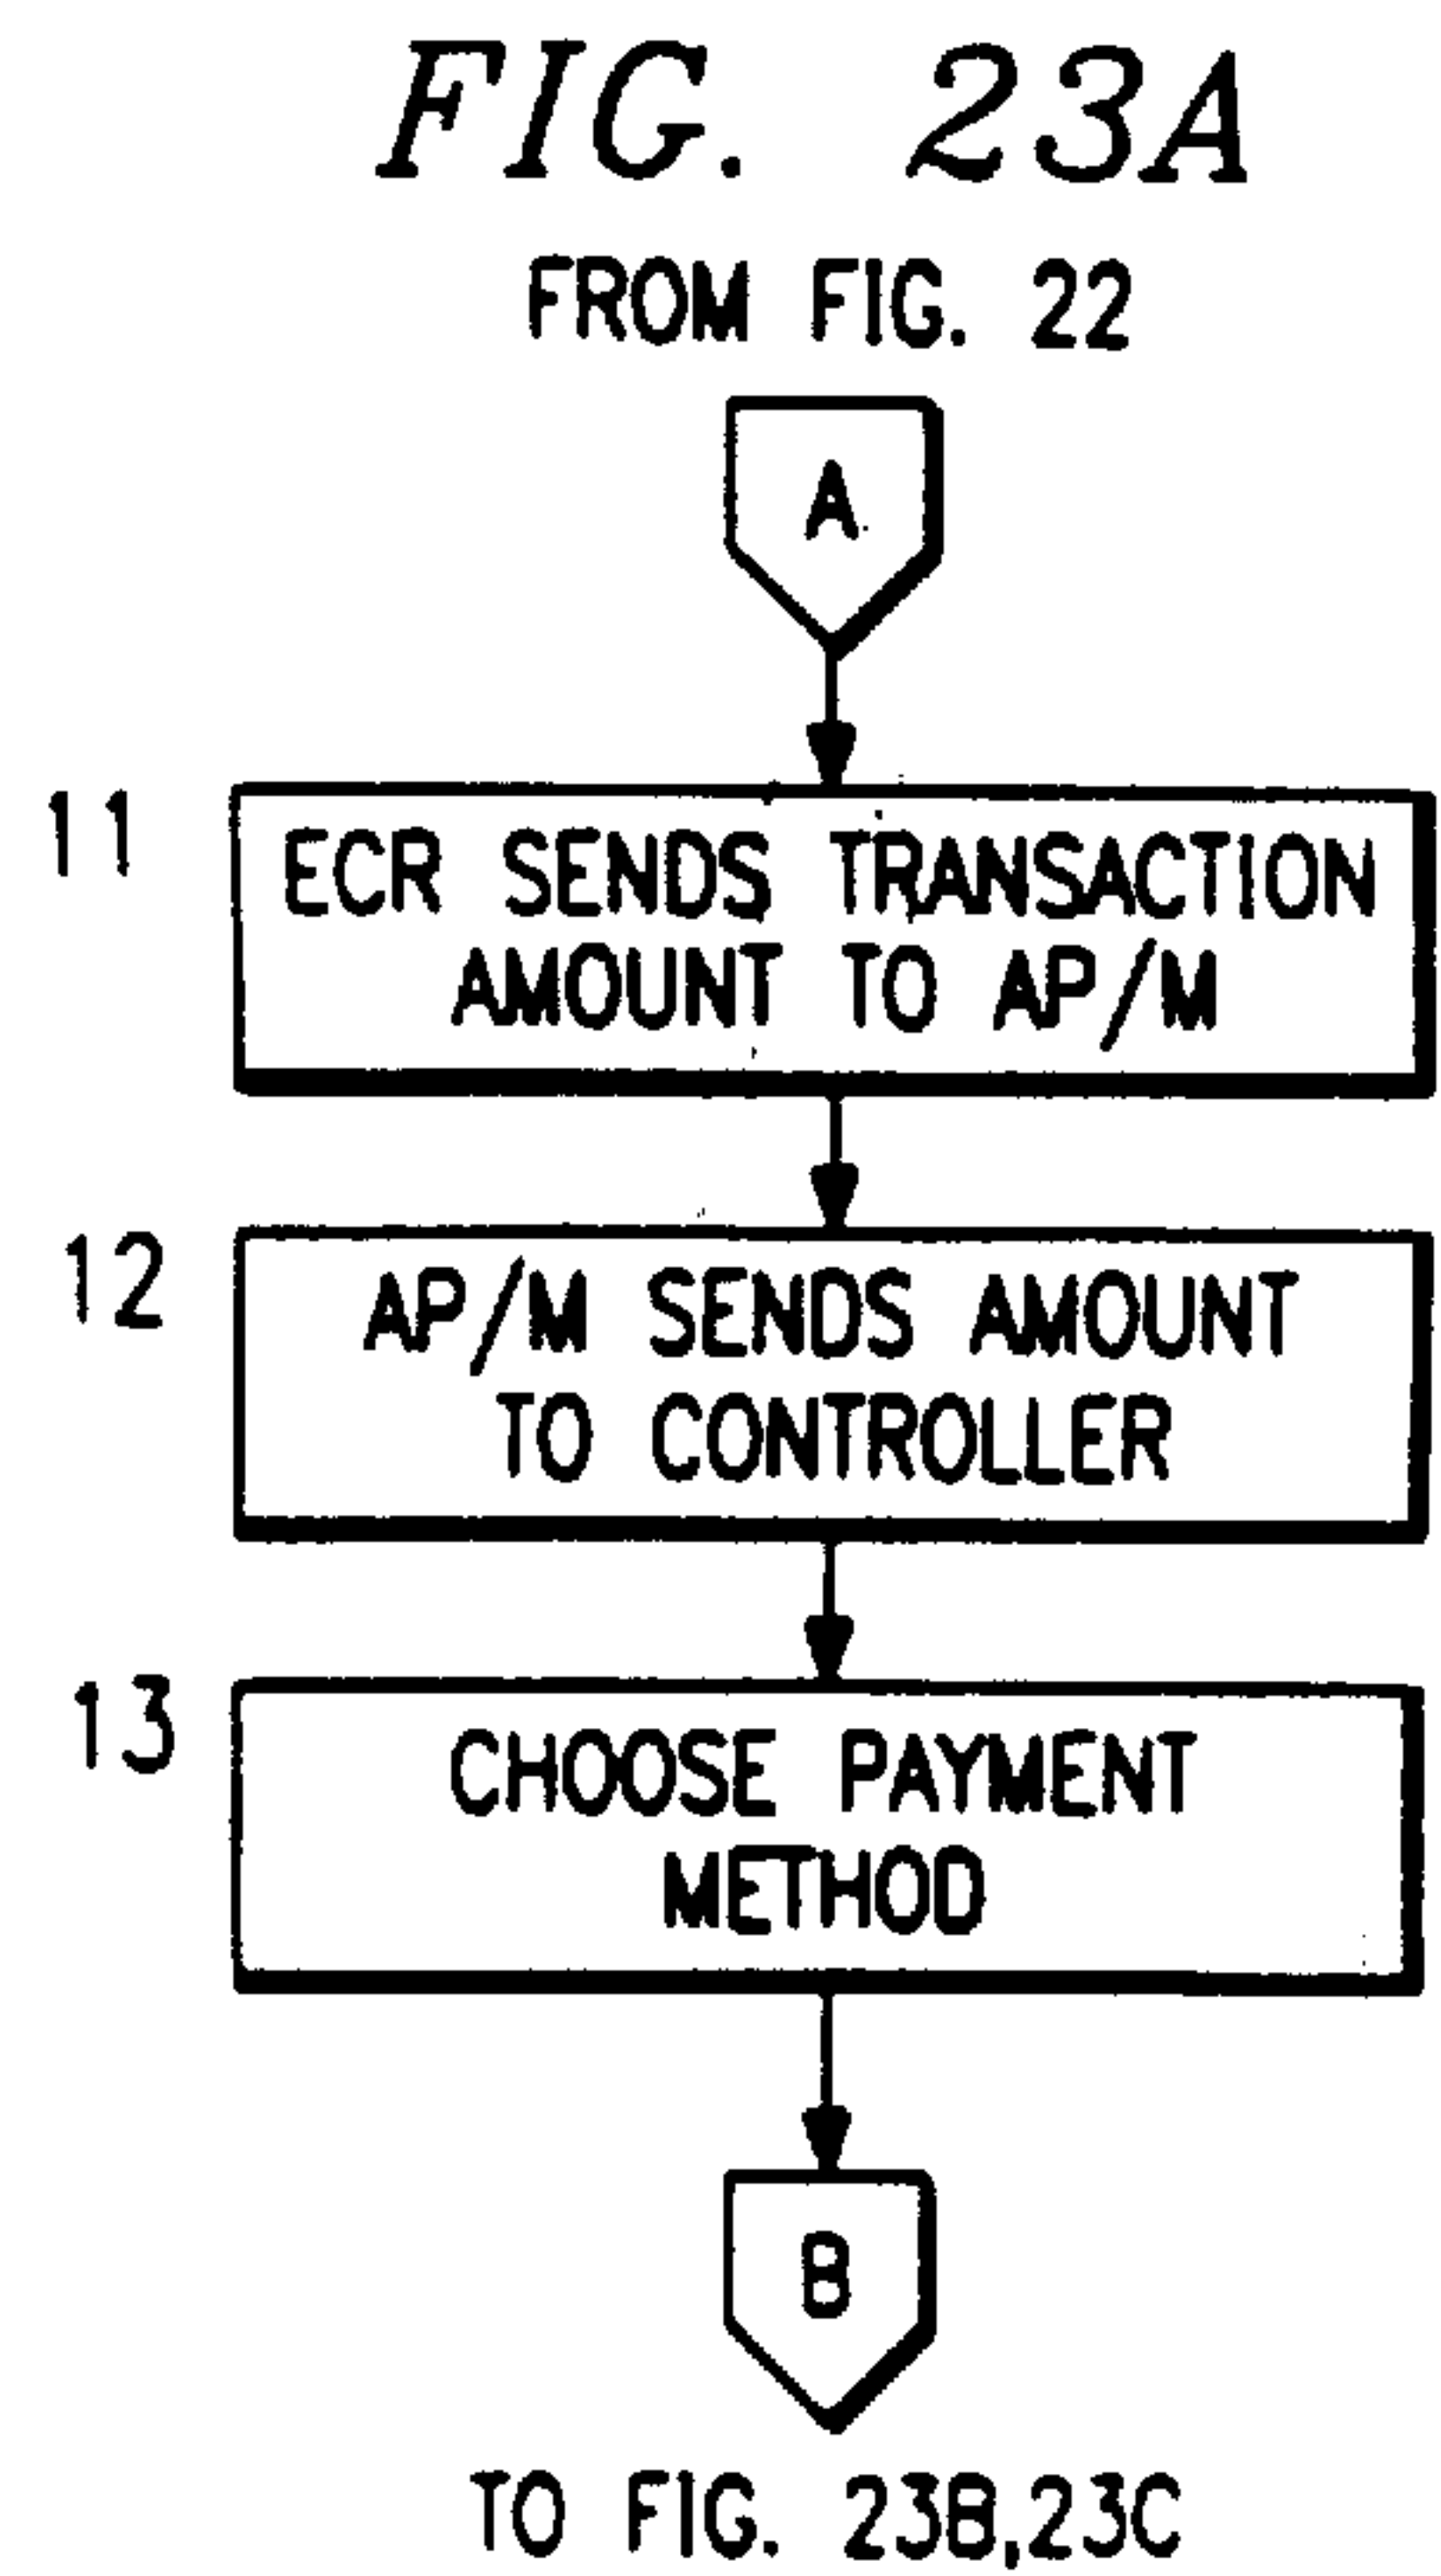 FIG. 23A
FROM FIG. 22
A
11
ECR SENDS TRANSACTION
AMOUNT TO AP/M
12
AP/M SENDS AMOUNT
TO CONTROLLER
13
CHOOSE PAYMENT
METHOD
B
TO FIG. 23B,23C